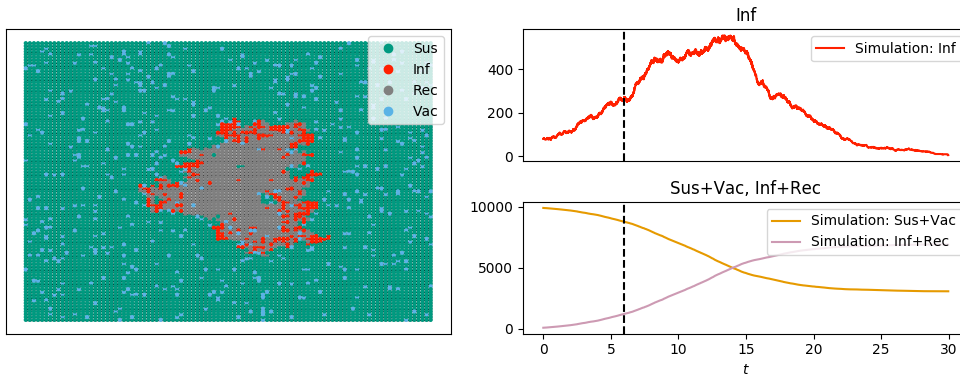 Sus
Inf
Rec
Vac
Inf
Simulation: Inf
400
200
0
Sus+Vac, Inf+Rec
Simulation: Sus+Vac
Simulation: Inf+Rec
10000
5000
0
0 5 10 15 20 25 30
t